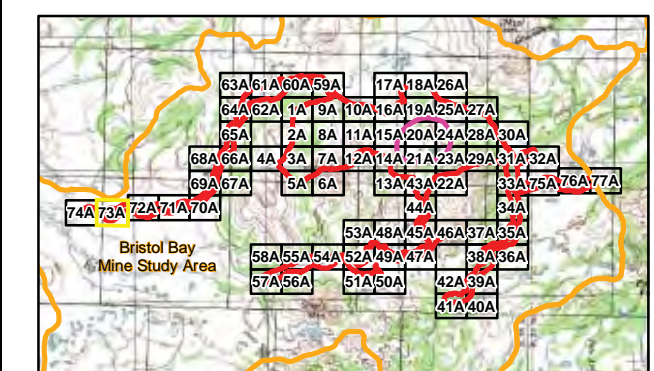 63A 61A 60A 59A 17A 18A 26A
64A 62A 1A 9A 10A 16A 19A 25A 27A
65A 2A 8A 11A 15A 20A 24A 28A 30A
68A 66A 4A 3A 7A 12A 14A 21A 23A 29A 31A 32A
69A 67A 5A 6A 13A 43A 22A 33A 75A 76A 77A
74A 73A 72A 71A 70A 44A 34A
53A 48A 45A 46A 37A 35A
Bristol Bay
Mine Study Area
58A 55A 54A 52A 49A 47A 38A 36A
57A 56A 51A 50A 42A 39A
41A 40A